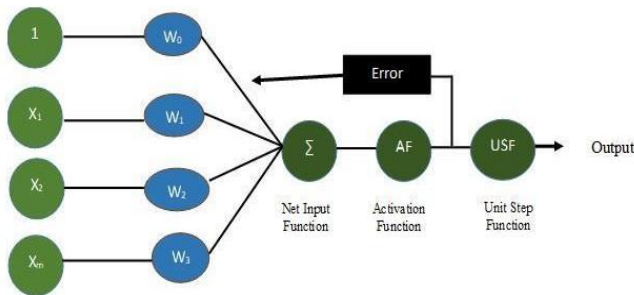 1
W₀
Error
X₁
W₁
Σ
AF
USF
Output
X₂
W₂
Net Input
Function
Activation
Function
Unit Step
Function
Xₘ
W₃